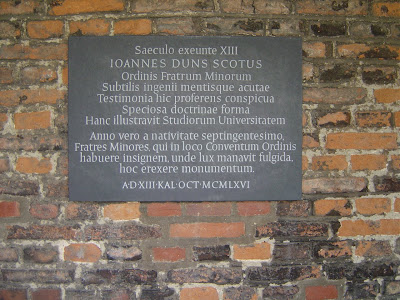 Saeculo exeunte XIII
IOANNES DUNS SCOTUS
Ordinis Fratrum Minorum
Subtilis ingenii mentisque acutae
Testimonia hic proferens conspicua
Speciosa doctrinae forma
Hanc illustravit Studiorum Universitatem
Anno vero a nativitate septingentesimo,
Fratres Minores, qui in loco Conventum Ordinis
habuere insignem, unde lux manavit fulgida,
hoc erexere monumentum.
A·D·XIII·KAL·OCT·MCMLXVI